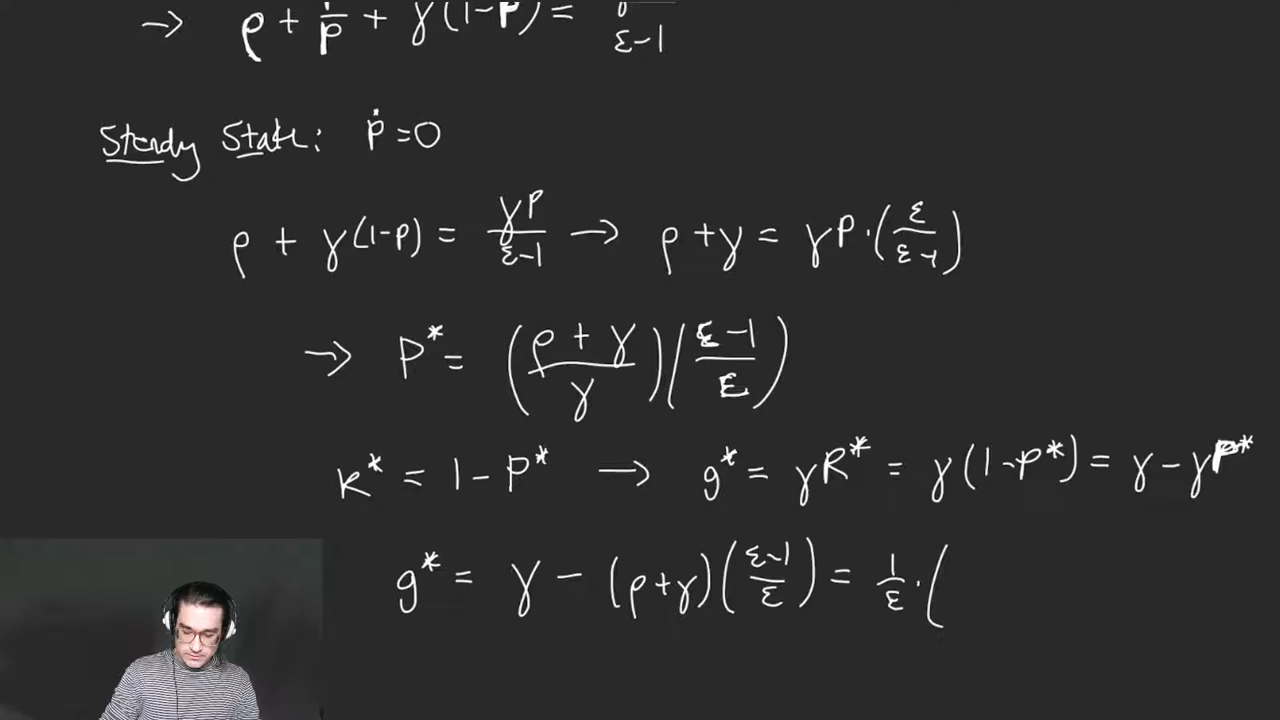 → ρ + ṗ + γ(1-p) = / ε-1
Steady State: ṗ = 0
ρ + γ(1-p) = γp / ε-1 → ρ + γ = γp · (ε / ε-1)
→ p* = (ρ + γ / γ)(ε-1 / ε)
R* = 1 - p* → g* = γR* = γ(1-p*) = γ - γp*
g* = γ - (ρ+γ)(ε-1 / ε) = 1/ε · (